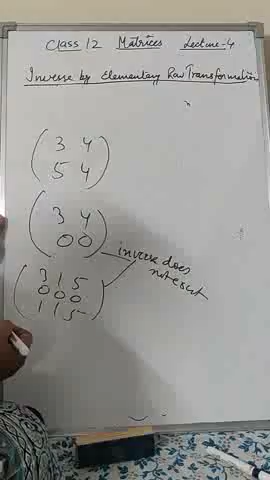 Class 12 Matrices Lecture-4
Inverse by Elementary Row Transformation
3 4
5 4
3 4
0 0
inverse does
not exist
3 1 5
0 0 0
1 1 5